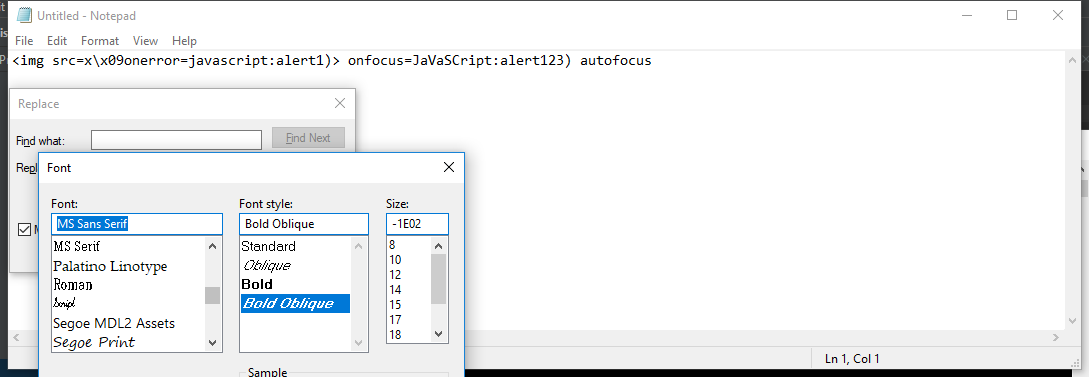 Untitled - Notepad
File Edit Format View Help
<img src=x\x09onerror=javascript:alert1)> onfocus=JaVaSCript:alert123) autofocus
Replace
Find what:
Find Next
Repl
M
Font
Font:
Font style:
Size:
MS Sans Serif
Bold Oblique
-1E02
MS Serif
Palatino Linotype
Roman
Script
Segoe MDL2 Assets
Segoe Print
Standard
Oblique
Bold
Bold Oblique
8
10
12
14
15
17
18
Sample
Ln 1, Col 1